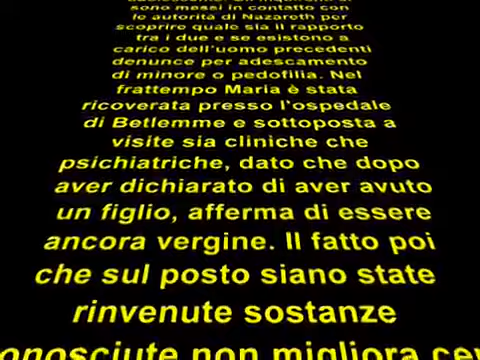 sono messi in contatto con
le autorità di Nazareth per
scoprire quale sia il rapporto
tra i due e se esistono a
carico dell'uomo precedenti
denunce per adescamento
di minore o pedofilia. Nel
frattempo Maria è stata
ricoverata presso l'ospedale
di Betlemme e sottoposta a
visite sia cliniche che
psichiatriche, dato che dopo
aver dichiarato di aver avuto
un figlio, afferma di essere
ancora vergine. Il fatto poi
che sul posto siano state
rinvenute sostanze
onosciute non migliora